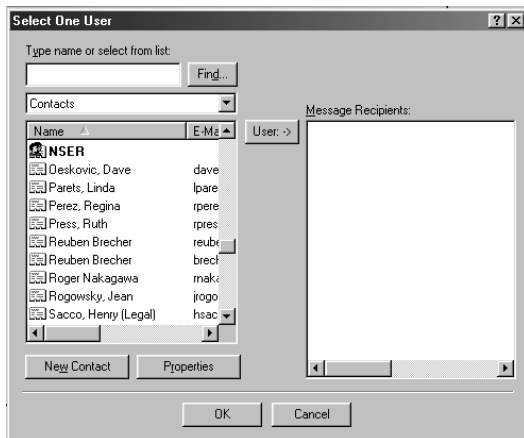 Select One User
Type name or select from list:
Find...
Contacts
Name E-Ma
NSER
Oeskovic, Dave dave
Parets, Linda lpare
Perez, Regina rpere
Press, Ruth rpres
Reuben Brecher reube
Reuben Brecher brech
Roger Nakagawa rnaka
Rogowsky, Jean jrogo
Sacco, Henry (Legal) hsac
New Contact Properties
User: ->
Message Recipients:
OK Cancel